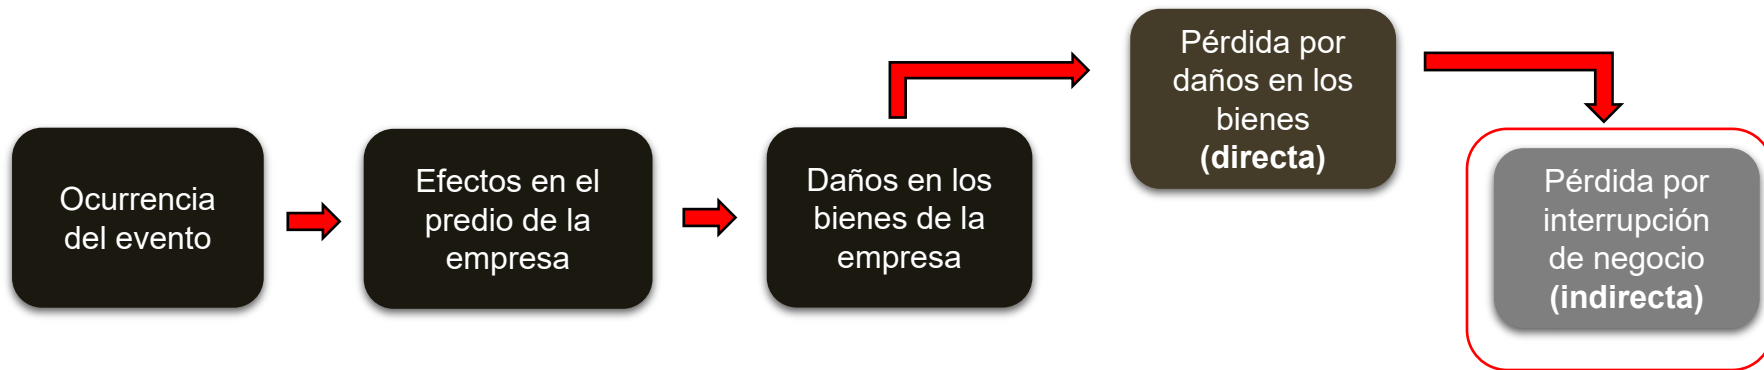 Ocurrencia
del evento
Efectos en el
predio de la
empresa
Daños en los
bienes de la
empresa
Pérdida por
daños en los
bienes
(directa)
Pérdida por
interrupción
de negocio
(indirecta)